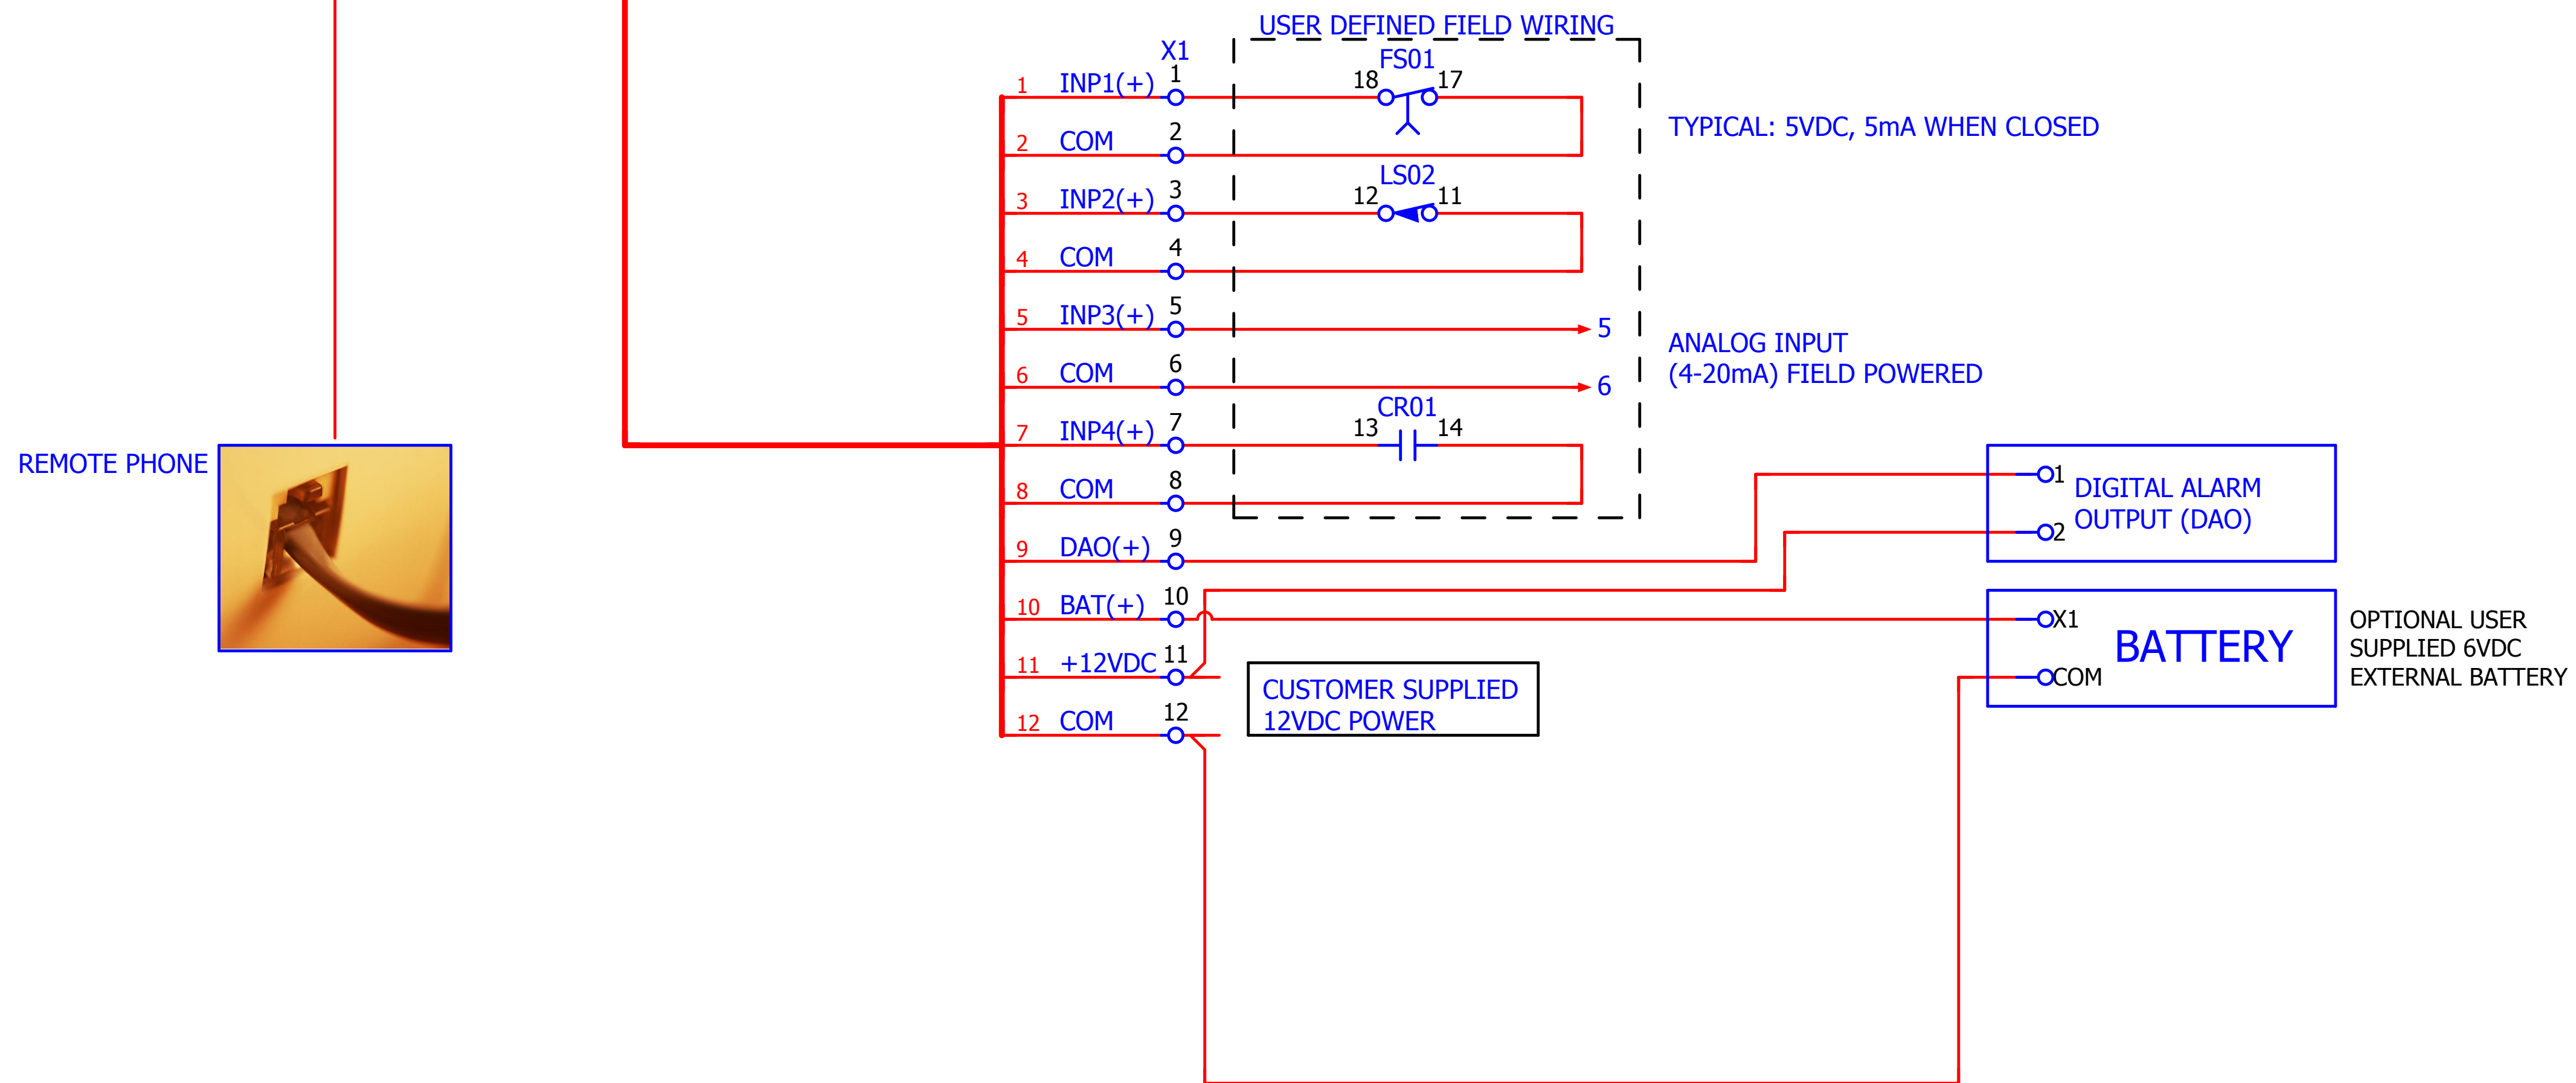 USER DEFINED FIELD WIRING
X1
FS01
1 INP1(+) 1 18 17
TYPICAL: 5VDC, 5mA WHEN CLOSED
2 COM 2
LS02
3 INP2(+) 3 12 11
4 COM 4
5 INP3(+) 5 5
ANALOG INPUT
(4-20mA) FIELD POWERED
6 COM 6 6
CR01
7 INP4(+) 7 13 14
REMOTE PHONE
8 COM 8
1
DIGITAL ALARM
OUTPUT (DAO)
2
9 DAO(+) 9
10 BAT(+) 10
X1
BATTERY
COM
OPTIONAL USER
SUPPLIED 6VDC
EXTERNAL BATTERY
11 +12VDC 11
CUSTOMER SUPPLIED
12VDC POWER
12 COM 12